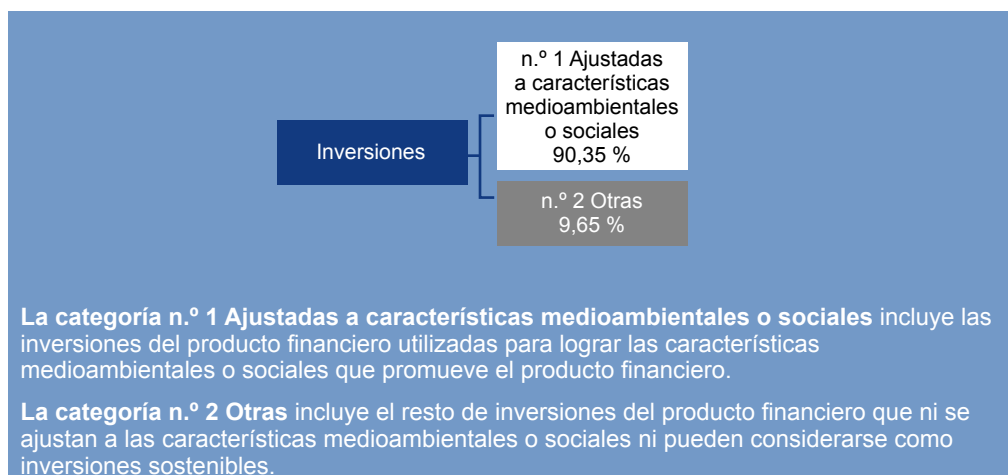 n.º 1 Ajustadas
a características
medioambientales
o sociales
90,35 %
Inversiones
n.º 2 Otras
9,65 %
La categoría n.º 1 Ajustadas a características medioambientales o sociales incluye las
inversiones del producto financiero utilizadas para lograr las características
medioambientales o sociales que promueve el producto financiero.
La categoría n.º 2 Otras incluye el resto de inversiones del producto financiero que ni se
ajustan a las características medioambientales o sociales ni pueden considerarse como
inversiones sostenibles.